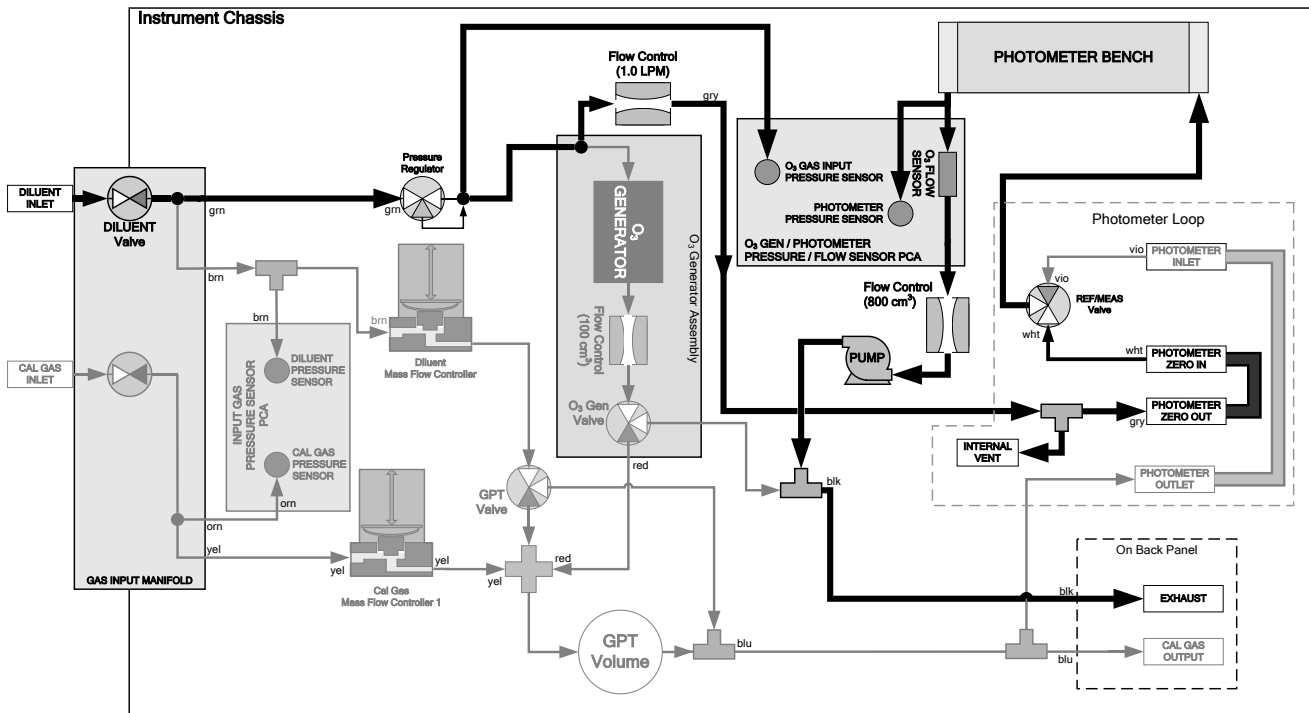 Instrument Chassis
Flow Control
(1.0 LPM)
gry
PHOTOMETER BENCH
Pressure
Regulator
O₃ GAS INPUT
PRESSURE SENSOR
O₃ FLOW
SENSOR
PHOTOMETER
PRESSURE SENSOR
O₃ GEN / PHOTOMETER
PRESSURE / FLOW SENSOR PCA
DILUENT
INLET
DILUENT
Valve
grn
grn
O₃
GENERATOR
O₃ Generator Assembly
Photometer Loop
vio
PHOTOMETER
INLET
vio
REF/MEAS
Valve
wht
wht
PHOTOMETER
ZERO IN
Flow Control
(800 cm³)
brn
brn
brn
Flow Control
(100 cm³)
PUMP
CAL GAS
INLET
INPUT GAS
PRESSURE SENSOR
PCA
DILUENT
PRESSURE
SENSOR
Diluent
Mass Flow Controller
O₃ Gen
Valve
PHOTOMETER
ZERO OUT
gry
INTERNAL
VENT
CAL GAS
PRESSURE
SENSOR
red
PHOTOMETER
OUTLET
blk
GPT
Valve
orn
orn
yel
yel
yel
yel
red
GAS INPUT MANIFOLD
Cal Gas
Mass Flow Controller 1
On Back Panel
blk
EXHAUST
GPT
Volume
blu
blu
CAL GAS
OUTPUT